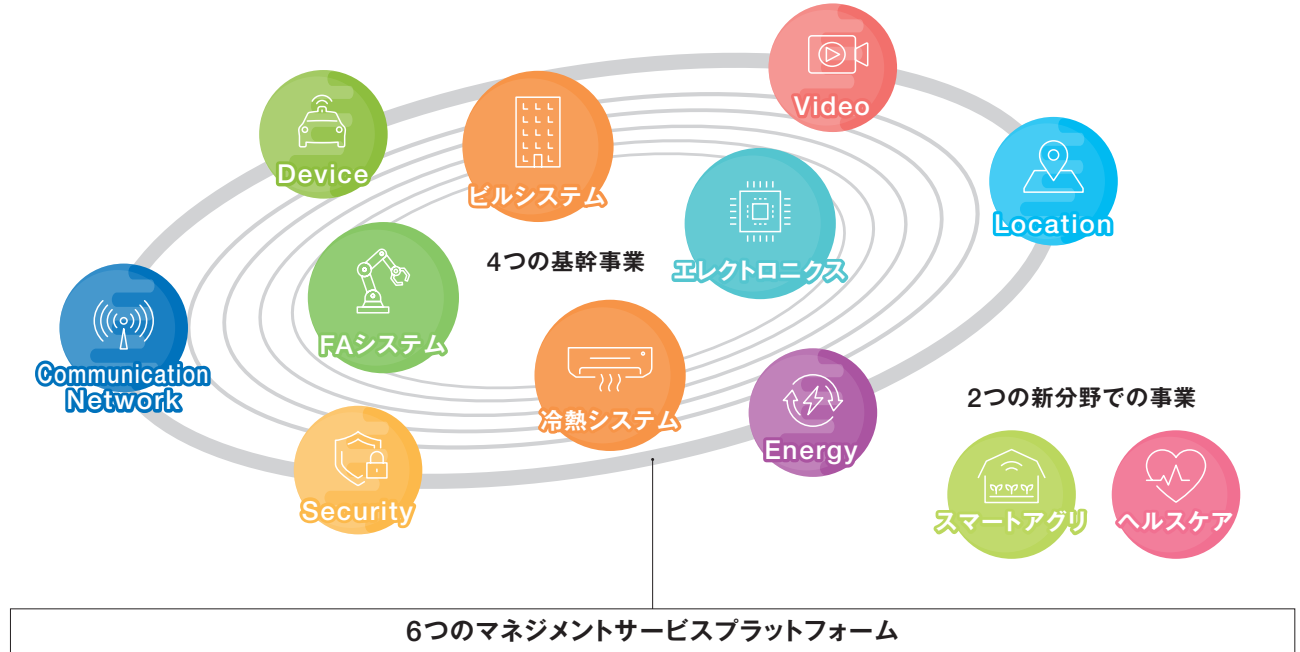 Video
Device
ビルシステム
Location
4つの基幹事業
エレクトロニクス
FAシステム
Communication
Network
冷熱システム
2つの新分野での事業
Energy
Security
スマートアグリ
ヘルスケア
6つのマネジメントサービスプラットフォーム